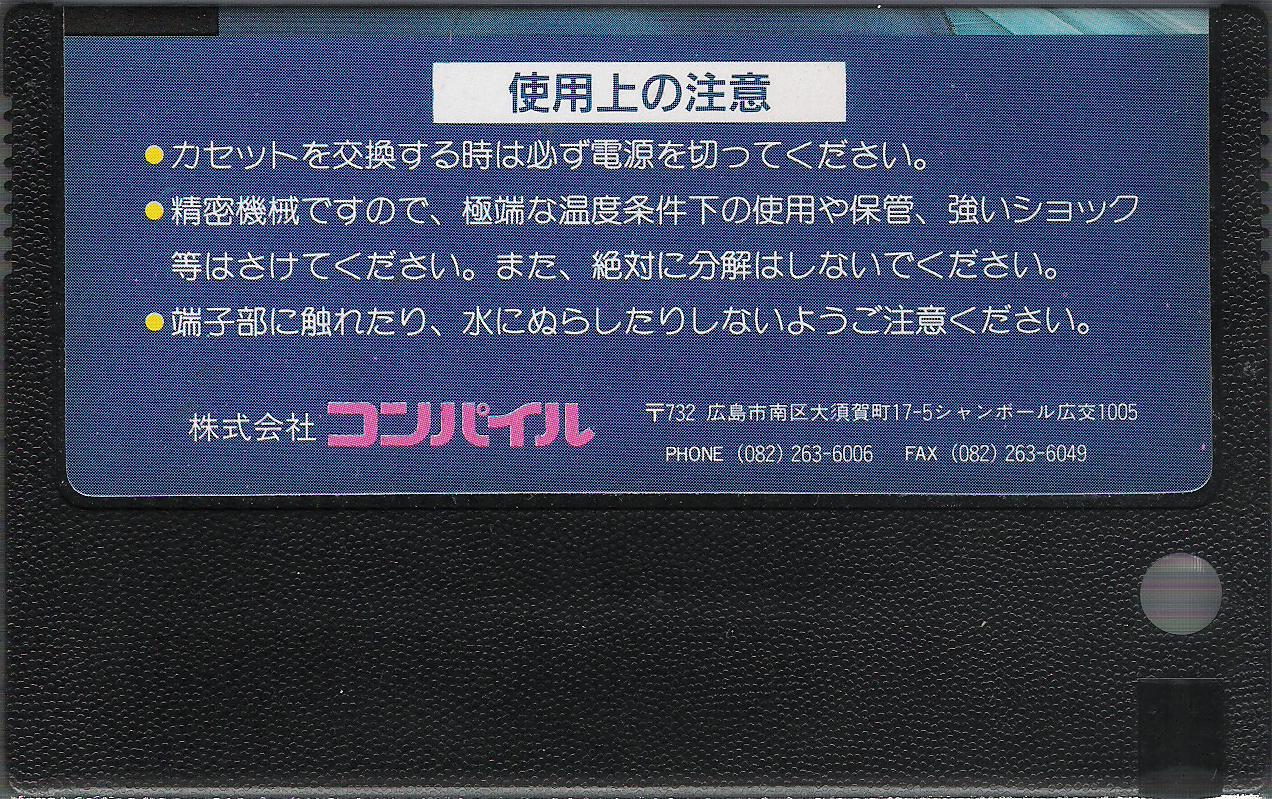 使用上の注意
●カセットを交換する時は必ず電源を切ってください。
●精密機械ですので、極端な温度条件下の使用や保管、強いショック
等はさけてください。また、絶対に分解はしないでください。
●端子部に触れたり、水にぬらしたりしないようご注意ください。
株式会社コンパイル
〒732 広島市南区大須賀町17-5シャンボール広交1005
PHONE (082) 263-6006 FAX (082) 263-6049